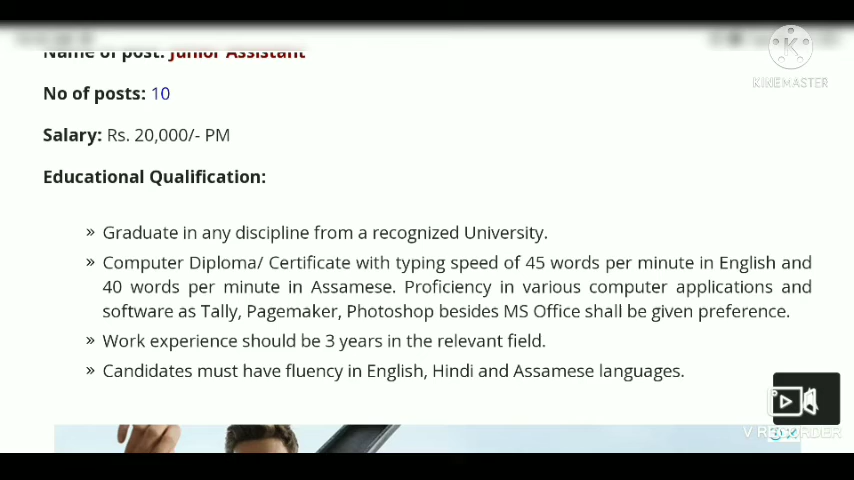 Name of post: Junior Assistant
KINEMASTER
No of posts: 10
Salary: Rs. 20,000/- PM
Educational Qualification:
» Graduate in any discipline from a recognized University.
» Computer Diploma/ Certificate with typing speed of 45 words per minute in English and
40 words per minute in Assamese. Proficiency in various computer applications and
software as Tally, Pagemaker, Photoshop besides MS Office shall be given preference.
» Work experience should be 3 years in the relevant field.
» Candidates must have fluency in English, Hindi and Assamese languages.
V RECORDER